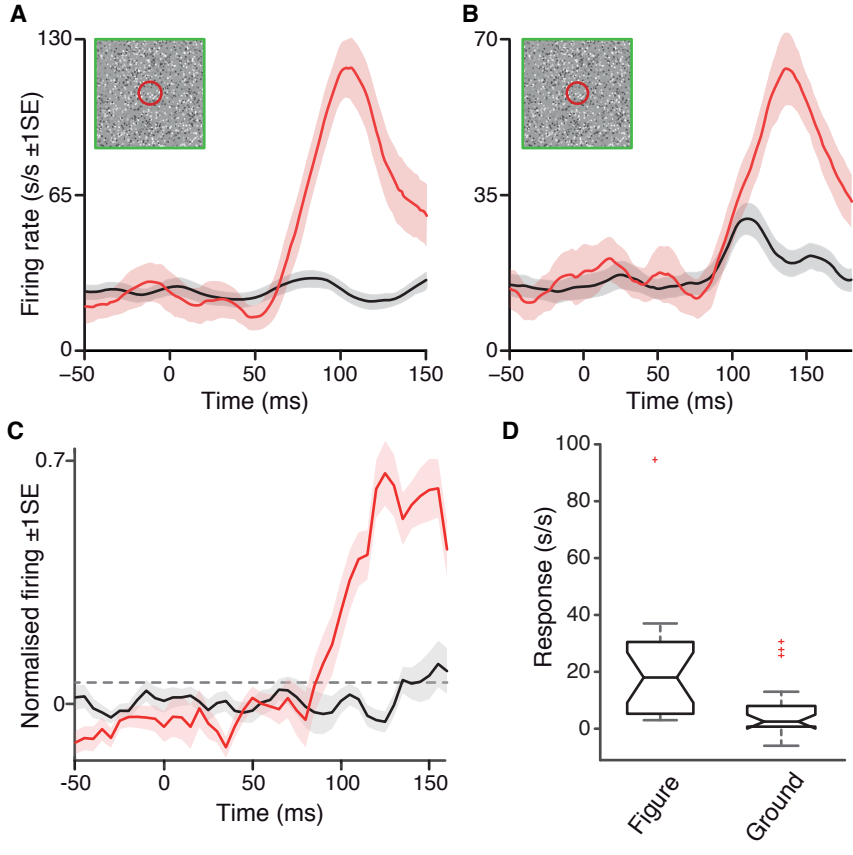 A
130
65
0
Firing rate (s/s ±1SE)
−50
0
50
100
150
Time (ms)
B
70
35
0
−50
0
50
100
150
Time (ms)
C
0.7
0
Normalised firing ±1SE
-50
0
50
100
150
Time (ms)
D
100
80
60
40
20
0
Response (s/s)
Figure
Ground